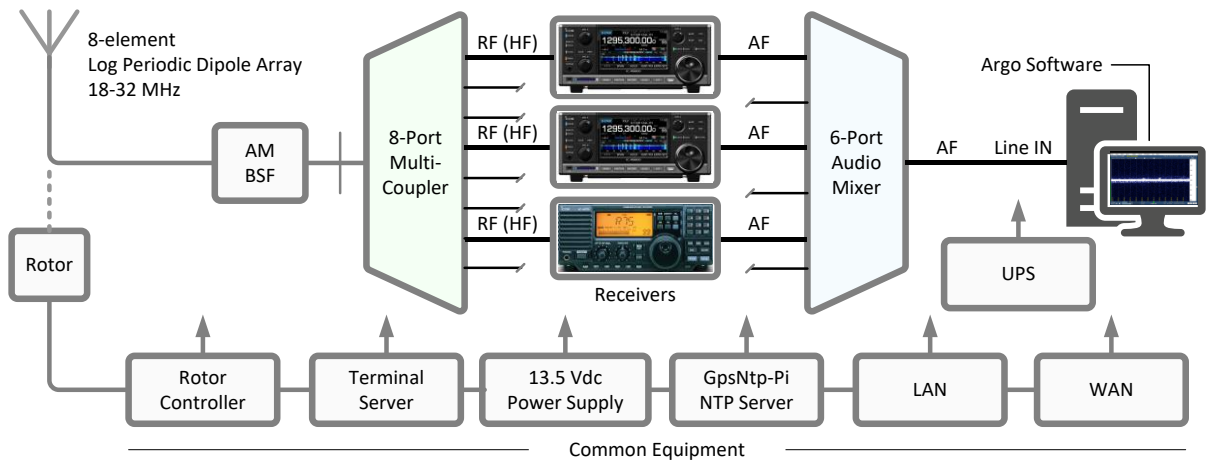 8-element
Log Periodic Dipole Array
18-32 MHz
AM
BSF
8-Port
Multi-
Coupler
RF (HF)
RF (HF)
RF (HF)
1295.300.00
1295.300.00
R75
AF
AF
AF
Receivers
6-Port
Audio
Mixer
AF
Line IN
Argo Software
UPS
Rotor
Rotor
Controller
Terminal
Server
13.5 Vdc
Power Supply
GpsNtp-Pi
NTP Server
LAN
WAN
Common Equipment